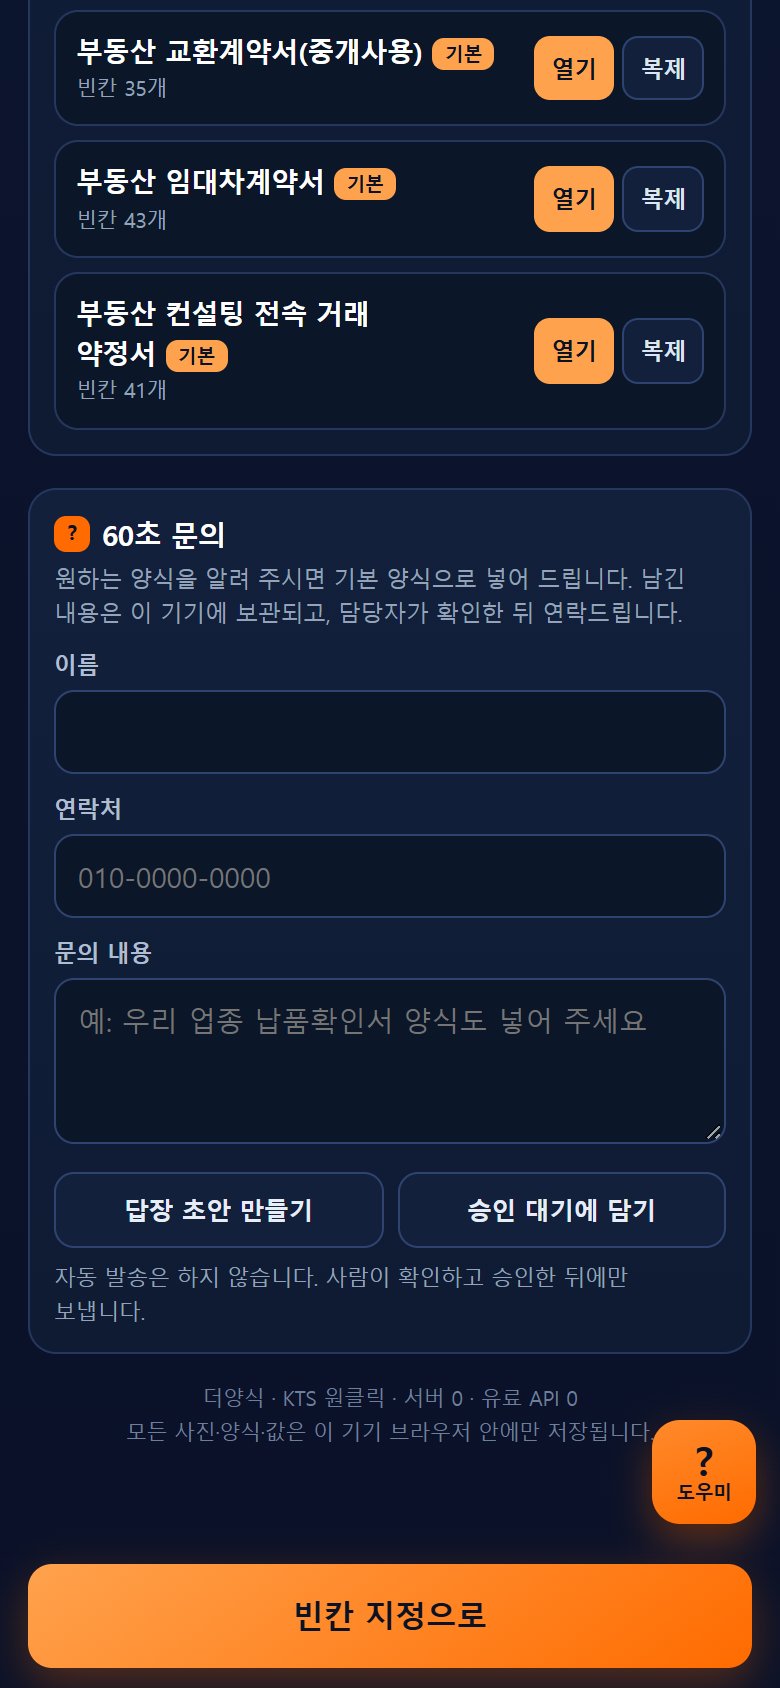 부동산 교환계약서(중개사용) 기본
빈칸 35개
열기 복제
부동산 임대차계약서 기본
빈칸 43개
열기 복제
부동산 컨설팅 전속 거래
약정서 기본
빈칸 41개
열기 복제
? 60초 문의
원하는 양식을 알려 주시면 기본 양식으로 넣어 드립니다. 남긴
내용은 이 기기에 보관되고, 담당자가 확인한 뒤 연락드립니다.
이름
연락처
010-0000-0000
문의 내용
예: 우리 업종 납품확인서 양식도 넣어 주세요
답장 초안 만들기 승인 대기에 담기
자동 발송은 하지 않습니다. 사람이 확인하고 승인한 뒤에만
보냅니다.
더양식 · KTS 원클릭 · 서버 0 · 유료 API 0
모든 사진·양식·값은 이 기기 브라우저 안에만 저장됩니다.
?
도우미
빈칸 지정으로